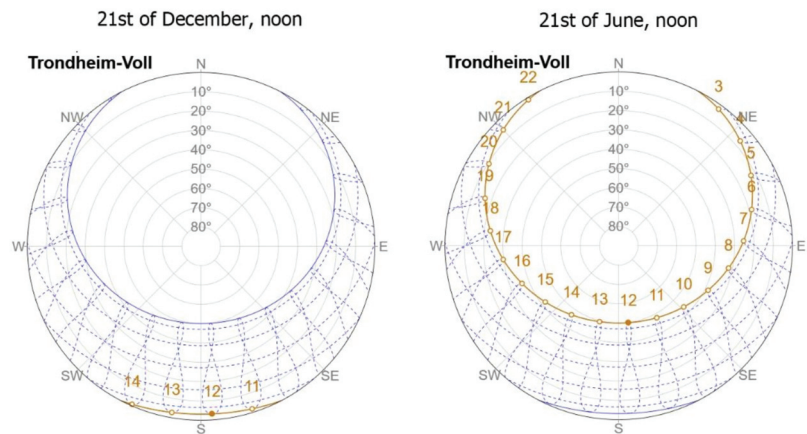 21st of December, noon
Trondheim-Voll
N
10°
20°
30°
40°
50°
60°
70°
80°
NW
NE
W
E
SW
SE
S
14
13
12
11
21st of June, noon
Trondheim-Voll
N
10°
20°
30°
40°
50°
60°
70°
80°
22
21
NW
20
19
18
W
17
16
15
14
13
12
11
10
9
8
7
6
5
4
3
NE
E
SW
SE
S